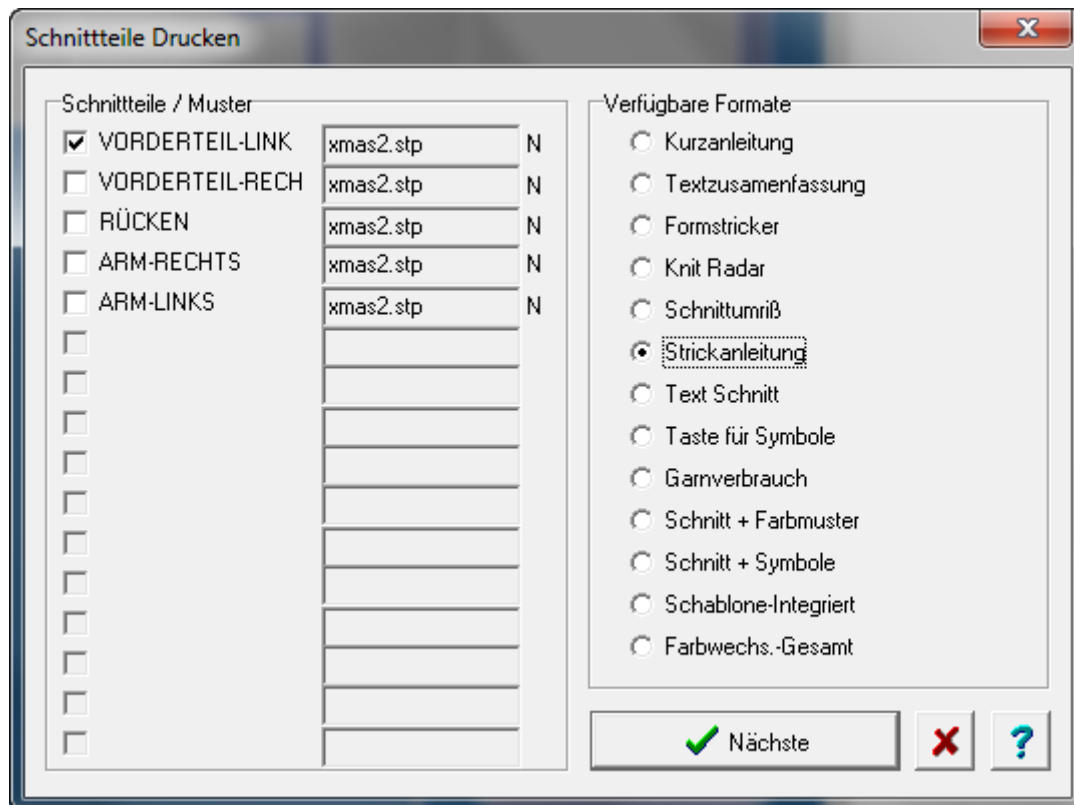 Schnittteile Drucken
Schnittteile / Muster
VORDERTEIL-LINK xmas2.stp N
VORDERTEIL-RECH xmas2.stp N
RÜCKEN xmas2.stp N
ARM-RECHTS xmas2.stp N
ARM-LINKS xmas2.stp N
Verfügbare Formate
Kurzanleitung
Textzusamenfassung
Formstricker
Knit Radar
Schnittumriß
Strickanleitung
Text Schnitt
Taste für Symbole
Garnverbrauch
Schnitt + Farbmuster
Schnitt + Symbole
Schablone-Integriert
Farbwechs.-Gesamt
Nächste
?